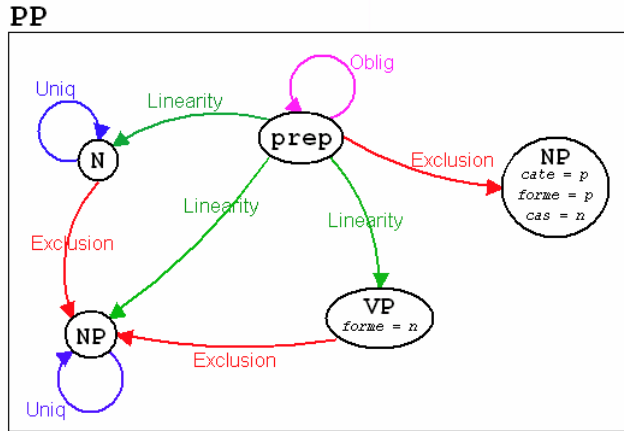 PP
Oblig
Uniq
Linearity
prep
N
Exclusion
NP
cate = p
forme = p
cas = n
Linearity
Linearity
Exclusion
VP
forme = n
NP
Exclusion
Uniq